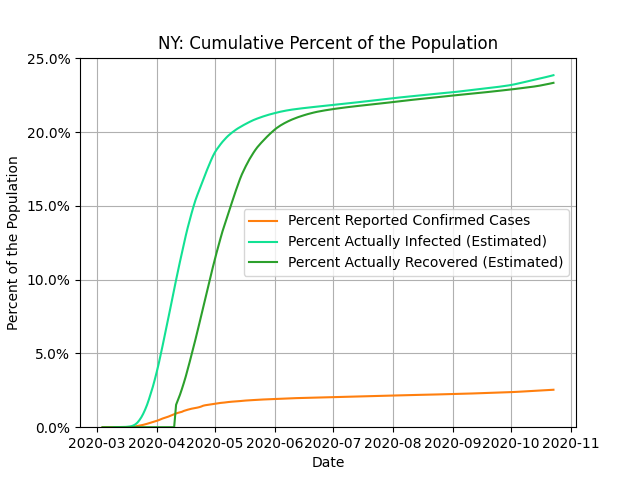 NY: Cumulative Percent of the Population
25.0%
20.0%
15.0%
10.0%
5.0%
0.0%
Percent of the Population
Percent Reported Confirmed Cases
Percent Actually Infected (Estimated)
Percent Actually Recovered (Estimated)
2020-03 2020-04 2020-05 2020-06 2020-07 2020-08 2020-09 2020-10 2020-11
Date